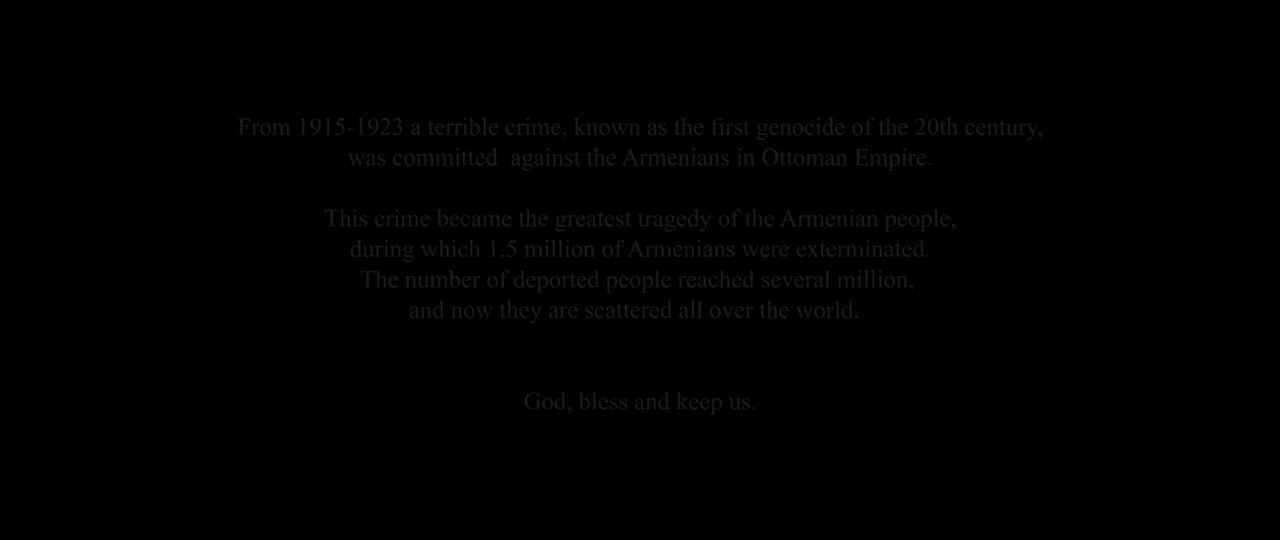 From 1915-1923 a terrible crime, known as the first genocide of the 20th century,
was committed  against the Armenians in Ottoman Empire.
This crime became the greatest tragedy of the Armenian people,
during which 1.5 million of Armenians were exterminated.
The number of deported people reached several million,
and now they are scattered all over the world.
God, bless and keep us.